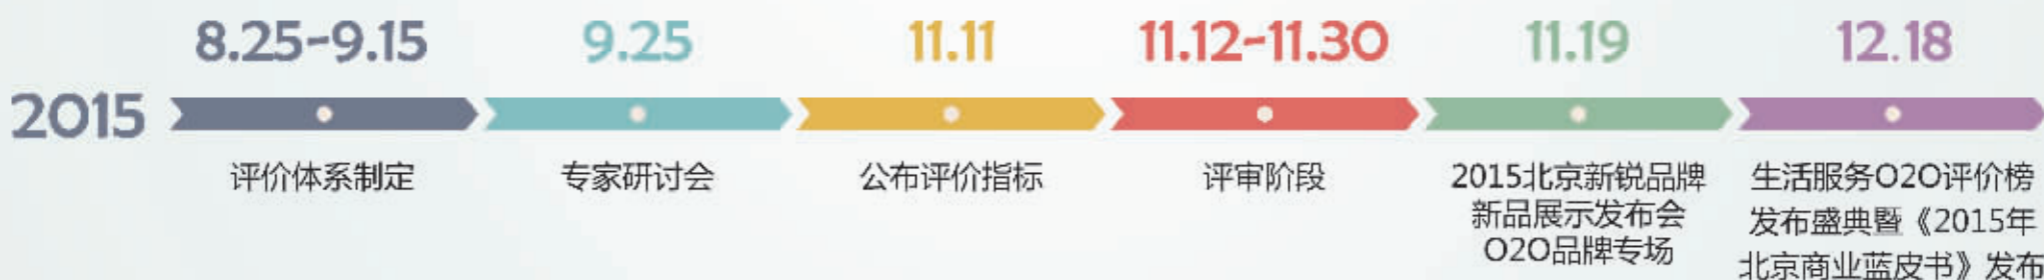 8.25-9.15
9.25
11.11
11.12-11.30
11.19
12.18
2015
评价体系制定
专家研讨会
公布评价指标
评审阶段
2015北京新锐品牌
新品展示发布会
O2O品牌专场
生活服务O2O评价榜
发布盛典暨《2015年
北京商业蓝皮书》发布